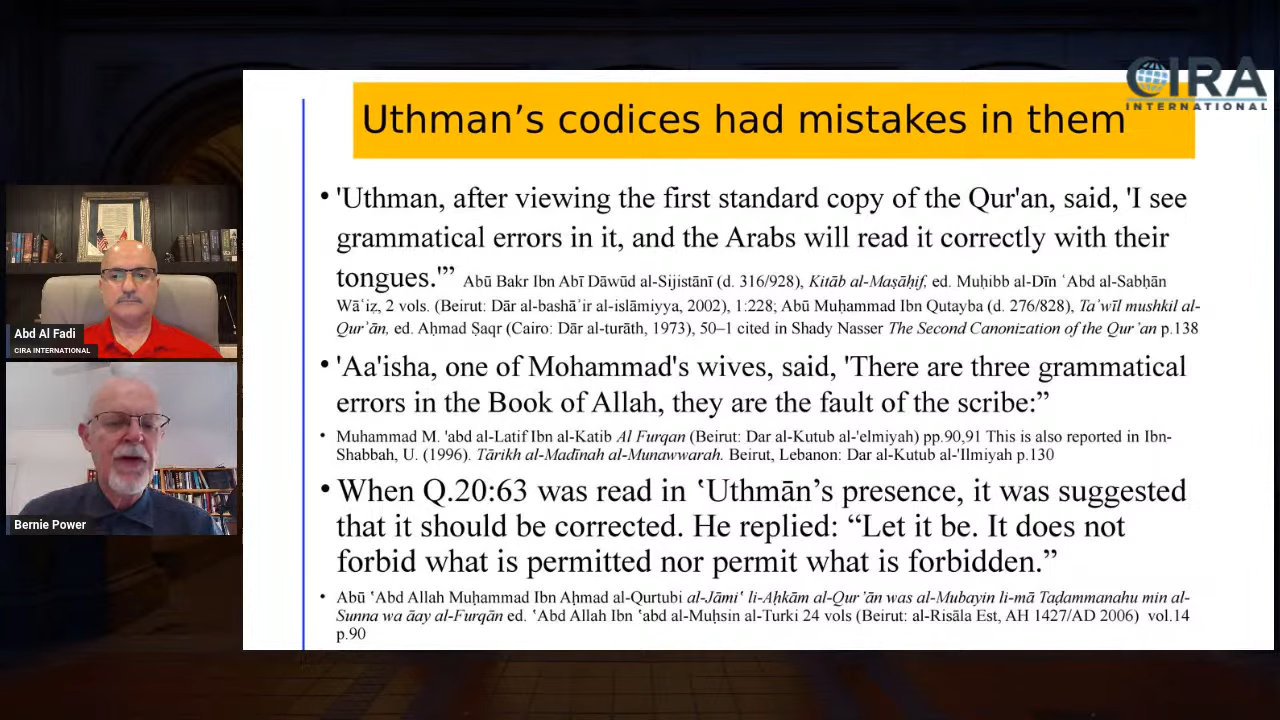 CIRA
INTERNATIONAL
Uthman’s codices had mistakes in them
• 'Uthman, after viewing the first standard copy of the Qur'an, said, 'I see
grammatical errors in it, and the Arabs will read it correctly with their
tongues.'” Abū Bakr Ibn Abī Dāwūd al-Sijistānī (d. 316/928), Kitāb al-Maṣāḥif, ed. Muḥibb al-Dīn ʿAbd al-Sabḥān
Wāʿiẓ, 2 vols. (Beirut: Dār al-bashāʾir al-islāmiyya, 2002), 1:228; Abū Muḥammad Ibn Qutayba (d. 276/828), Taʾwīl mushkil al-
Qurʾān, ed. Aḥmad Ṣaqr (Cairo: Dār al-turāth, 1973), 50–1 cited in Shady Nasser The Second Canonization of the Qurʾan p.138
• 'Aa'isha, one of Mohammad's wives, said, 'There are three grammatical
errors in the Book of Allah, they are the fault of the scribe:”
• Muhammad M. 'abd al-Latif Ibn al-Katib Al Furqan (Beirut: Dar al-Kutub al-'elmiyah) pp.90,91 This is also reported in Ibn-
Shabbah, U. (1996). Tārikh al-Madīnah al-Munawwarah. Beirut, Lebanon: Dar al-Kutub al-'Ilmiyah p.130
• When Q.20:63 was read in ʿUthmān’s presence, it was suggested
that it should be corrected. He replied: “Let it be. It does not
forbid what is permitted nor permit what is forbidden.”
• Abū ʿAbd Allah Muḥammad Ibn Aḥmad al-Qurtubi al-Jāmiʿ li-Aḥkām al-Qurʾān was al-Mubayin li-mā Taḍammanahu min al-
Sunna wa āay al-Furqān ed. ʿAbd Allah Ibn ʿabd al-Muḥsin al-Turki 24 vols (Beirut: al-Risāla Est, AH 1427/AD 2006) vol.14
p.90
Abd Al Fadi
CIRA INTERNATIONAL
Bernie Power